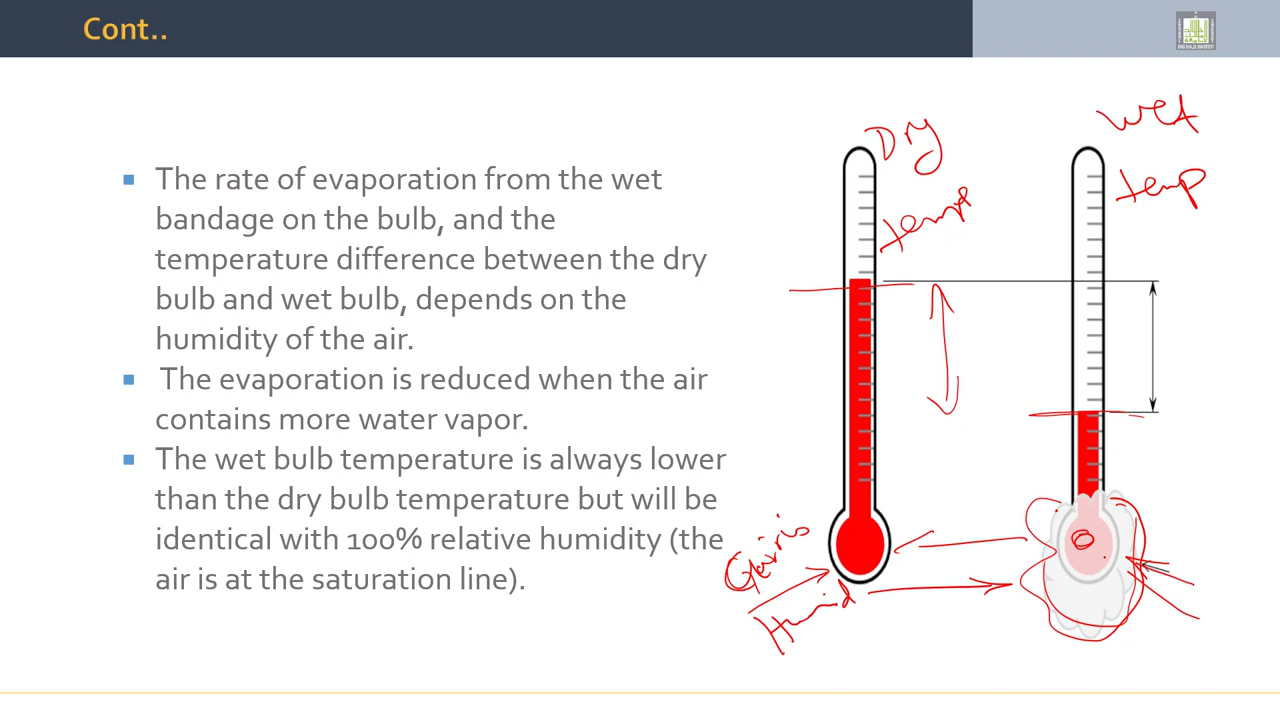 Cont..
The rate of evaporation from the wet
bandage on the bulb, and the
temperature difference between the dry
bulb and wet bulb, depends on the
humidity of the air.
The evaporation is reduced when the air
contains more water vapor.
The wet bulb temperature is always lower
than the dry bulb temperature but will be
identical with 100% relative humidity (the
air is at the saturation line).
Dry
temp
wet
temp
Humid